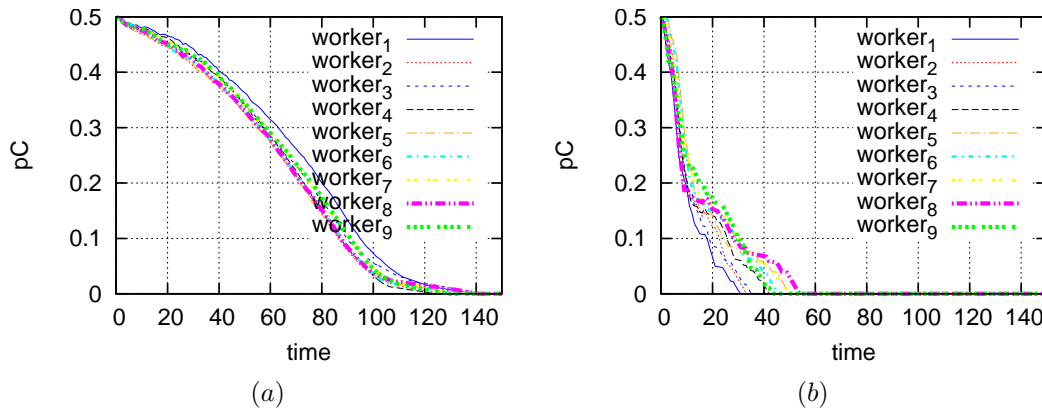 0.5
0.4
0.3
0.2
0.1
0
pC
0 20 40 60 80 100 120 140
time
worker₁
worker₂
worker₃
worker₄
worker₅
worker₆
worker₇
worker₈
worker₉
(a)
0.5
0.4
0.3
0.2
0.1
0
pC
0 20 40 60 80 100 120 140
time
worker₁
worker₂
worker₃
worker₄
worker₅
worker₆
worker₇
worker₈
worker₉
(b)